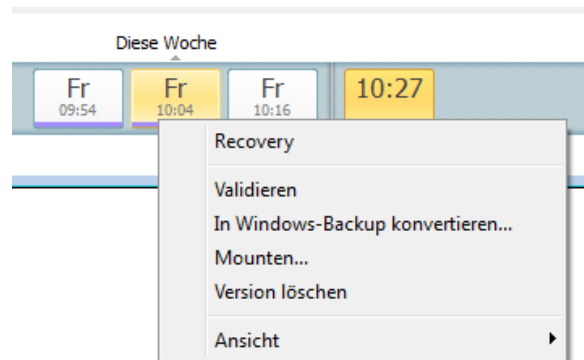 Diese Woche
Fr Fr Fr 10:27
09:54 10:04 10:16
Recovery
Validieren
In Windows-Backup konvertieren...
Mounten...
Version löschen
Ansicht